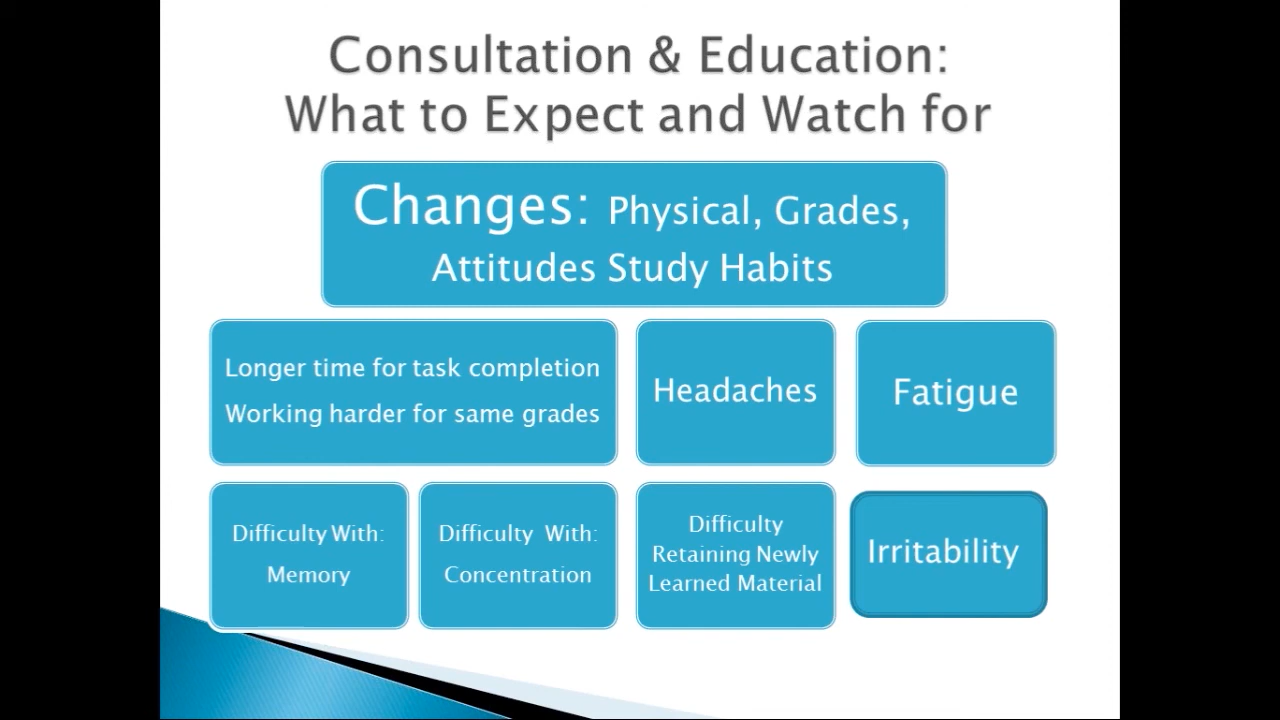 Consultation & Education:
What to Expect and Watch for
Changes: Physical, Grades,
Attitudes Study Habits
Longer time for task completion
Working harder for same grades
Headaches
Fatigue
Difficulty With:
Memory
Difficulty With:
Concentration
Difficulty
Retaining Newly
Learned Material
Irritability